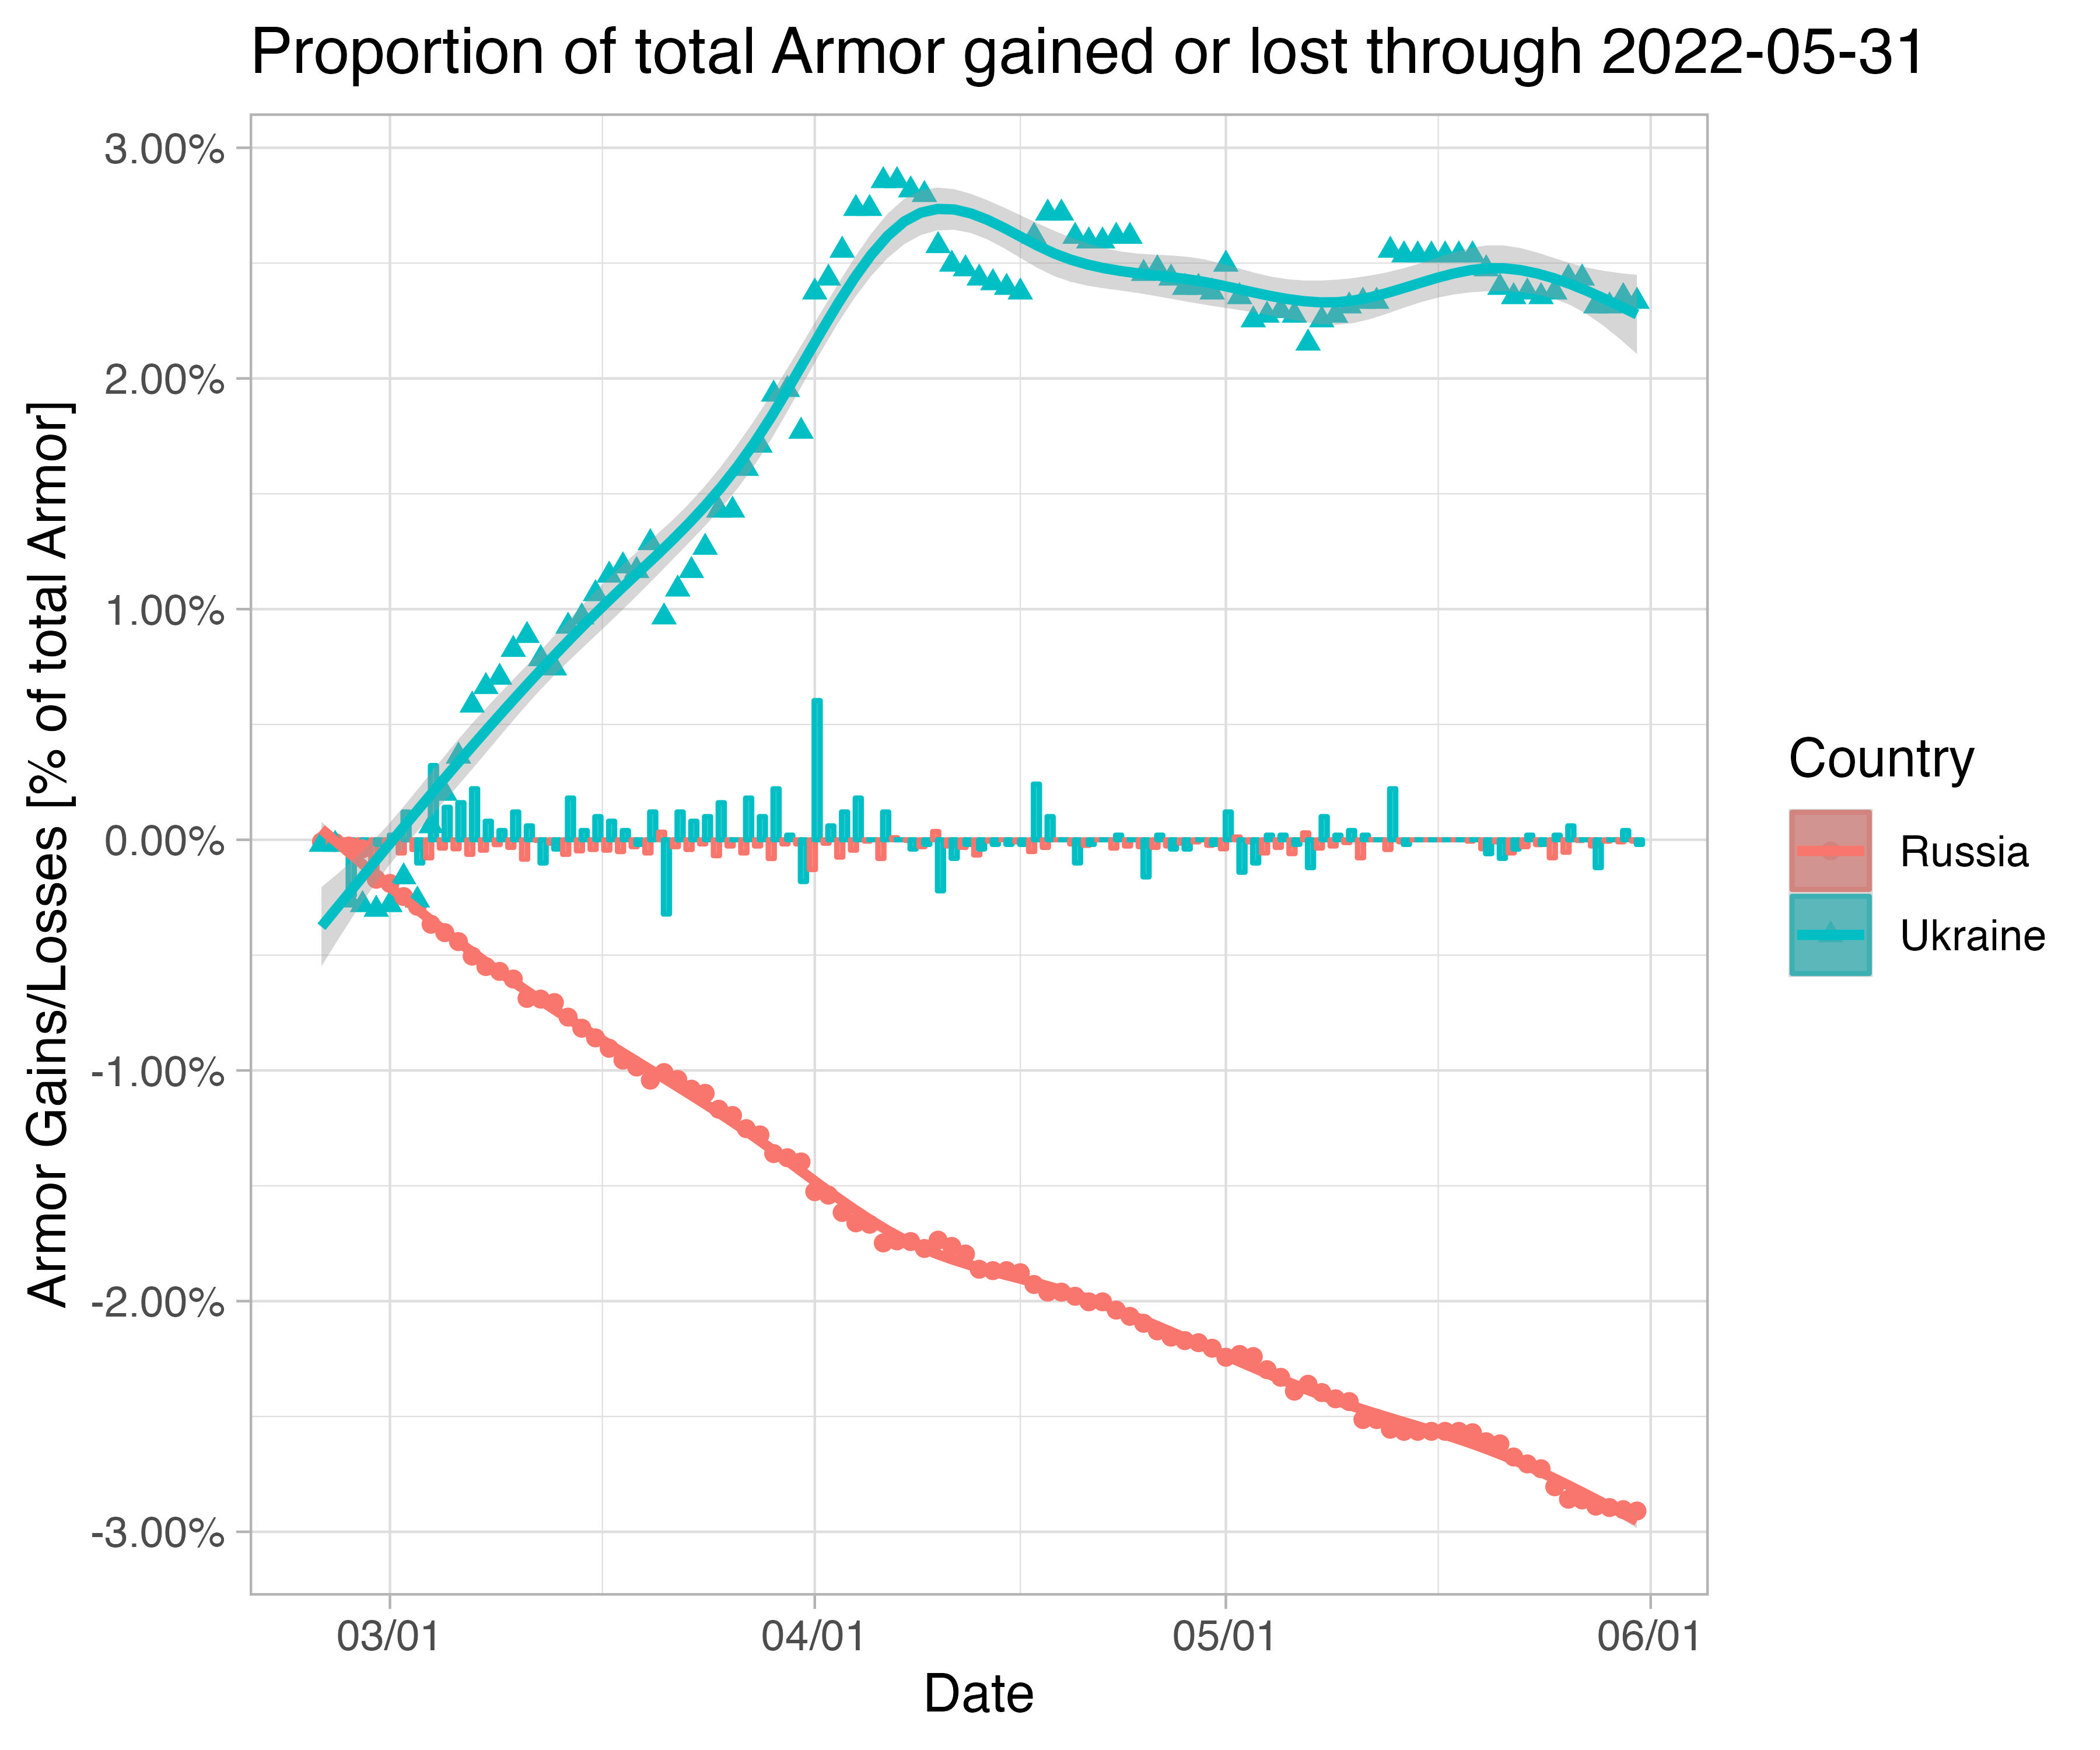 Proportion of total Armor gained or lost through 2022-05-31
Armor Gains/Losses [% of total Armor]
3.00%
2.00%
1.00%
0.00%
-1.00%
-2.00%
-3.00%
03/01
04/01
05/01
06/01
Date
Country
Russia
Ukraine